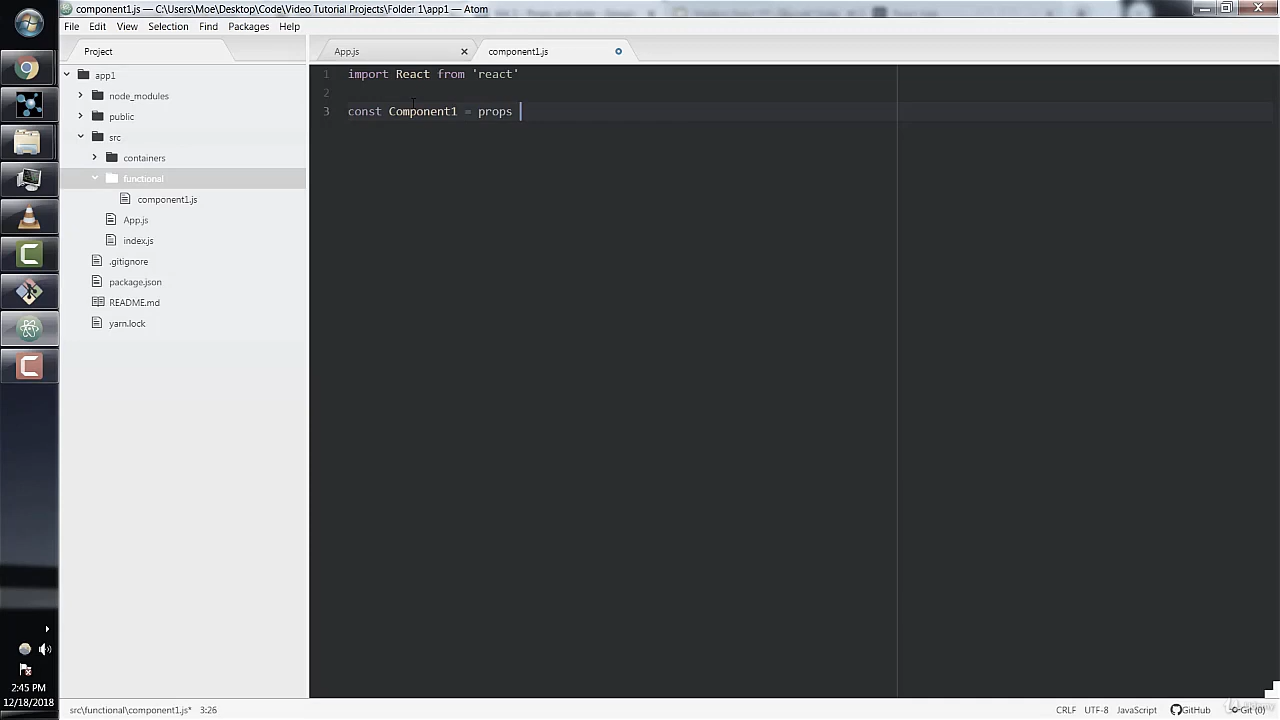 component1.js — C:\Users\Moe\Desktop\Code\Video Tutorial Projects\Folder 1\app1 — Atom
File Edit View Selection Find Packages Help
Project
App.js
component1.js
app1
node_modules
public
src
containers
functional
component1.js
App.js
index.js
.gitignore
package.json
README.md
yarn.lock
1 import React from 'react'
2
3 const Component1 = props
2:45 PM
12/18/2018
src\functional\component1.js* 3:26
CRLF UTF-8 JavaScript GitHub Git (0)